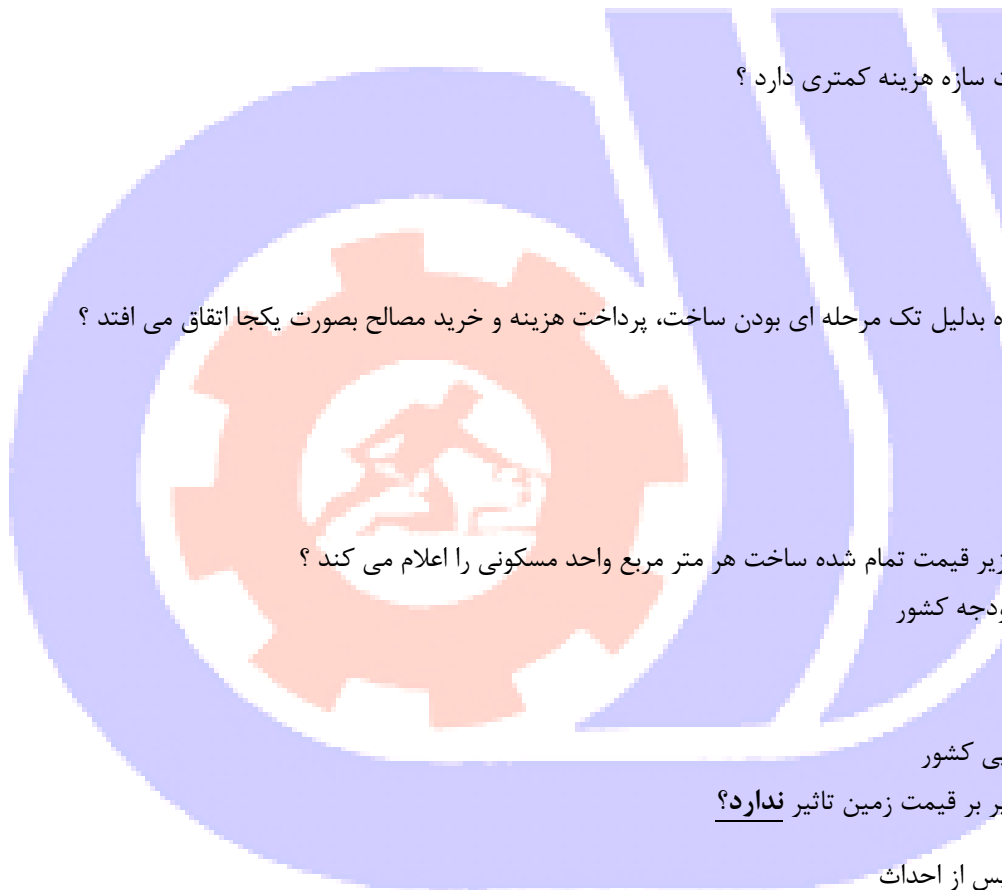 سازه هزینه کمتری دارد ؟
بدلیل تک مرحله ای بودن ساخت، پرداخت هزینه و خرید مصالح بصورت یکجا اتقاق می افتد ؟
زیر قیمت تمام شده ساخت هر متر مربع واحد مسکونی را اعلام می کند ؟
ودجه کشور
یی کشور
بر قیمت زمین تاثیر ندارد؟
از احداث